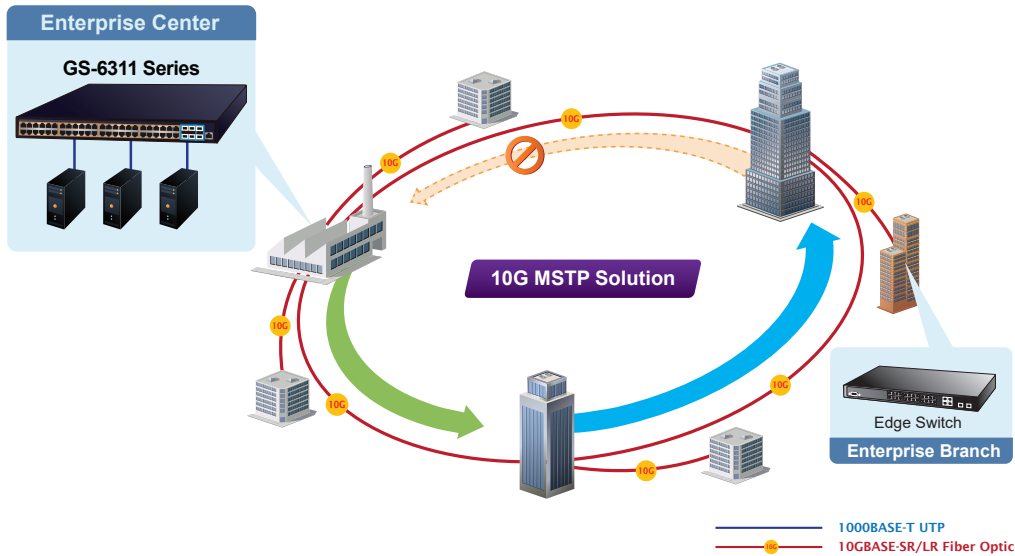 Enterprise Center
GS-6311 Series
10G
10G
10G
10G MSTP Solution
10G
10G
10G
10G
10G
Edge Switch
Enterprise Branch
1000BASE-T UTP
10G
10GBASE-SR/LR Fiber Optic